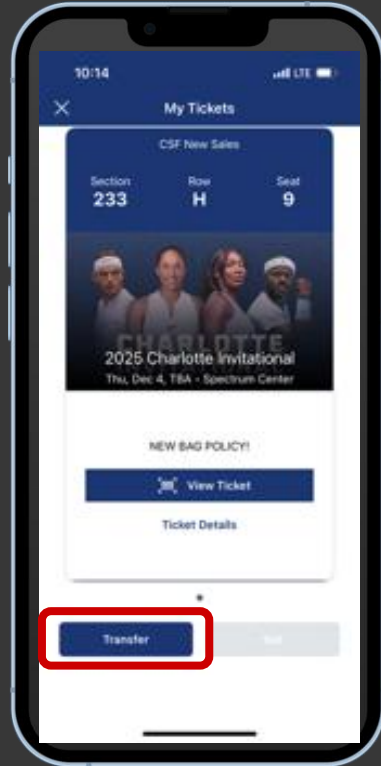 10:14
LTE
My Tickets
CSF New Sales
Section Row Seat
233 H 9
CHARLOTTE
2025 Charlotte Invitational
Thu, Dec 4, TBA - Spectrum Center
NEW BAG POLICY!
View Ticket
Ticket Details
Transfer
Sell